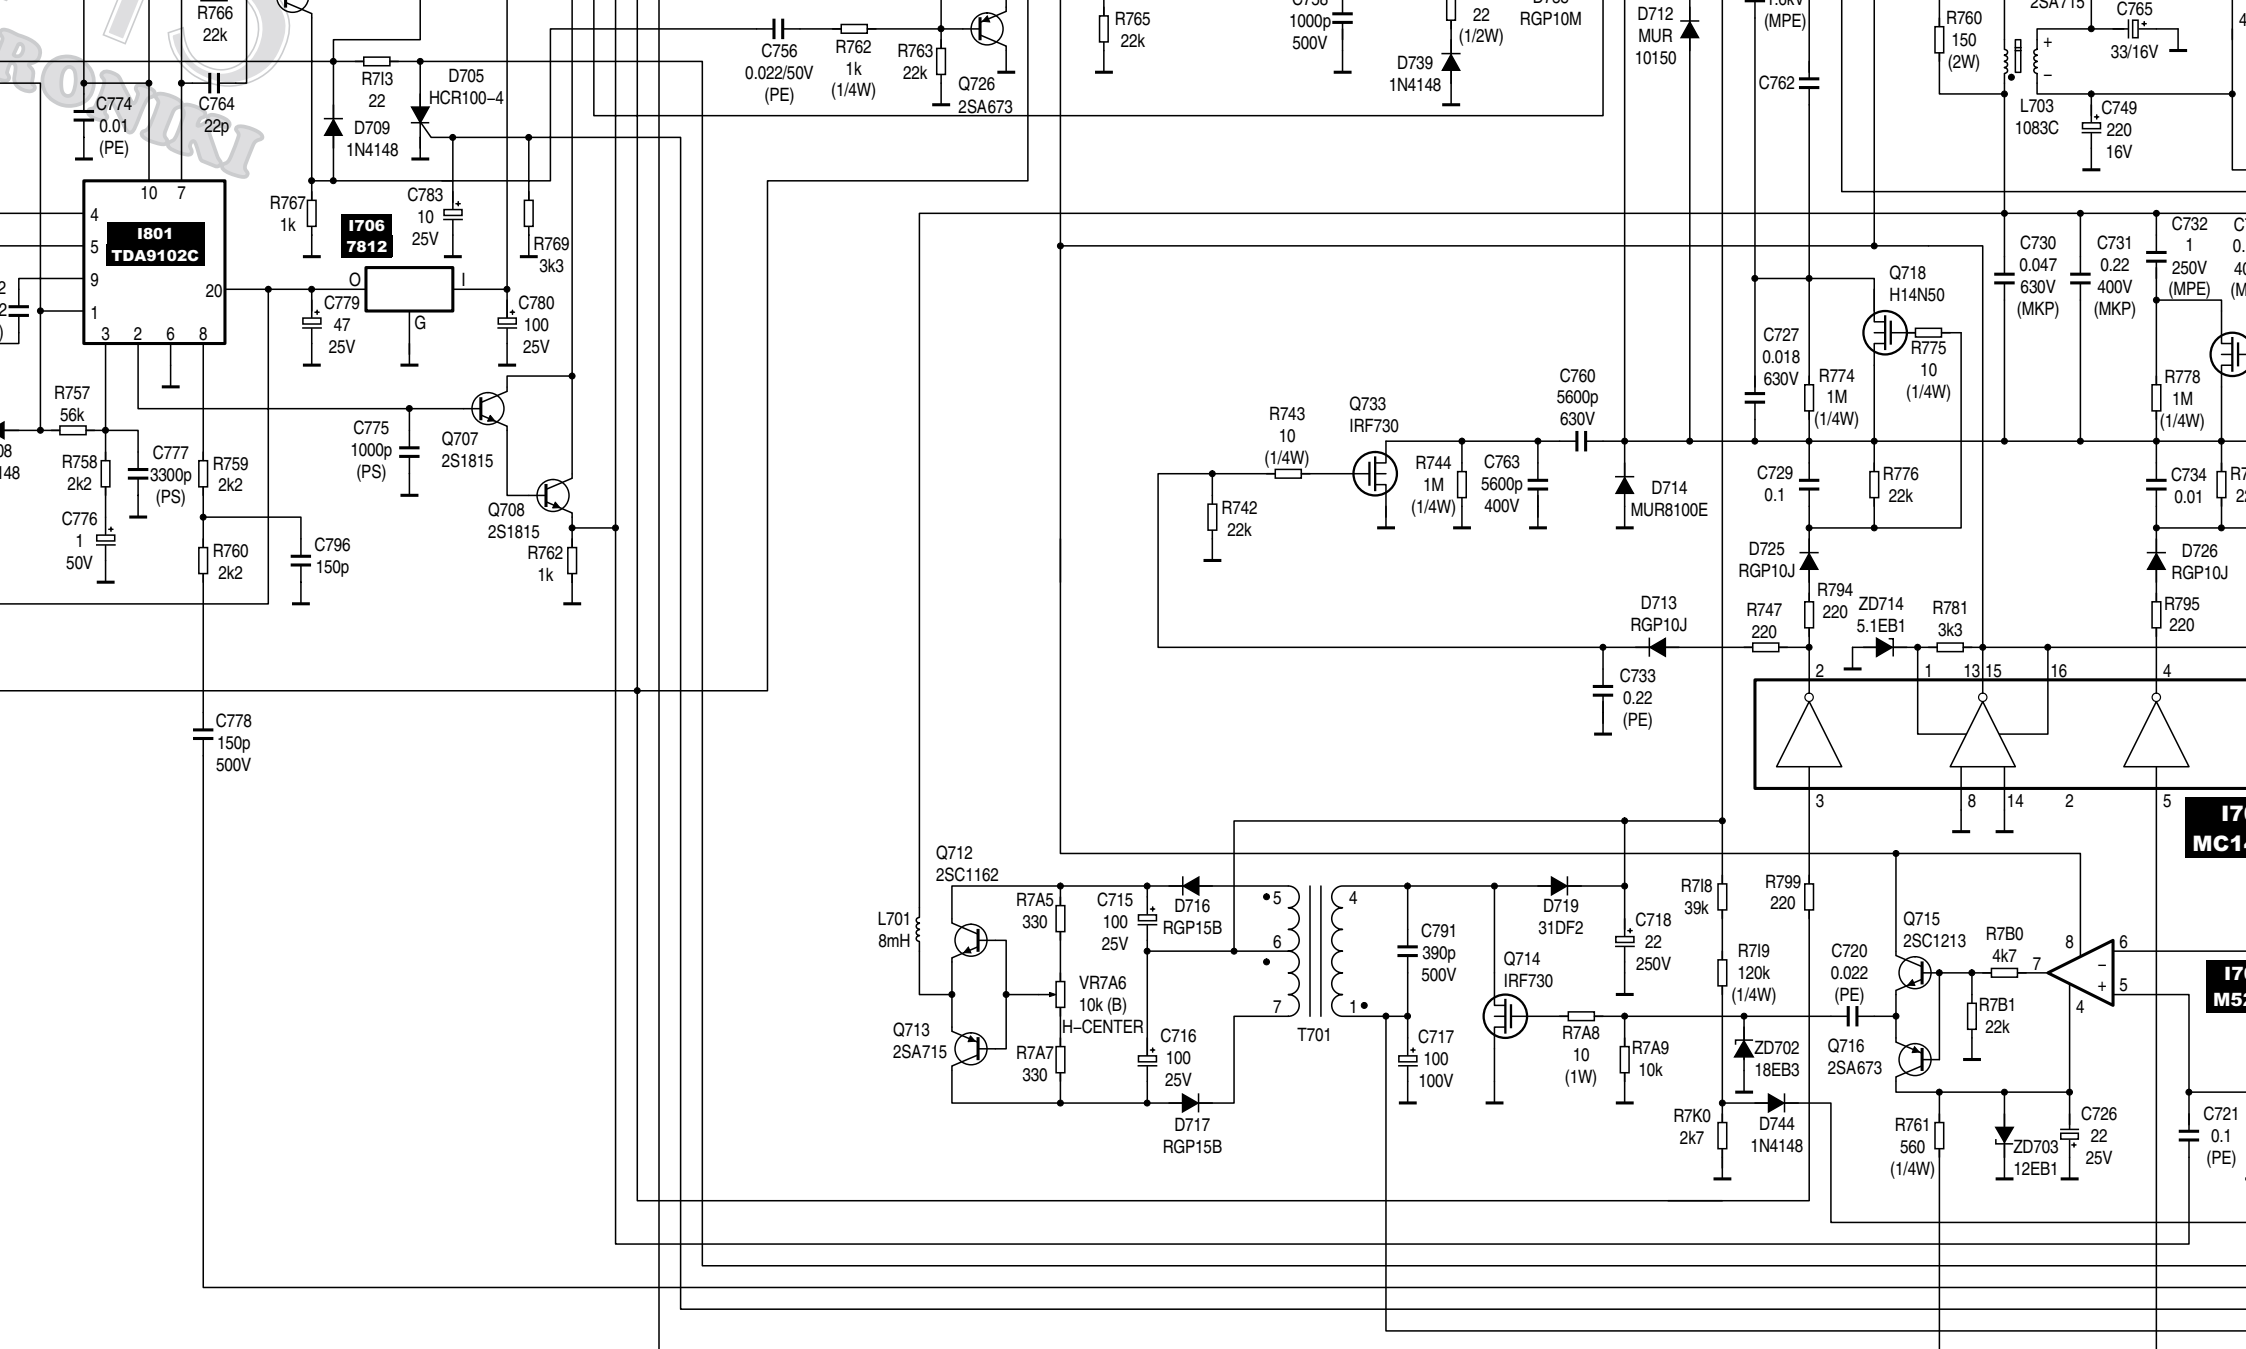 R766
22k
RONIKI
C774
0.01
(PE)
C764
22p
R7I3
22
D705
HCR100-4
D709
1N4148
C756
0.022/50V
(PE)
R762
1k
(1/4W)
R763
22k
Q726
2SA673
R765
22k
1000p
500V
22
(1/2W)
D739
1N4148
RGP10M
D712
MUR
10150
(MPE)
C762
R760
150
(2W)
2SA715
C765
33/16V
+
−
L703
1083C
C749
220
16V
10
7
4
5
9
1
20
3
2
6
8
I801
TDA9102C
R767
1k
I706
7812
O
I
G
C783
10
25V
R769
3k3
C779
47
25V
C780
100
25V
R757
56k
R758
2k2
C777
3300p
(PS)
C776
1
50V
R759
2k2
R760
2k2
C796
150p
C775
1000p
(PS)
Q707
2S1815
Q708
2S1815
R762
1k
148
C778
150p
500V
C730
0.047
630V
(MKP)
C731
0.22
400V
(MKP)
C732
1
250V
(MPE)
Q718
H14N50
R775
10
(1/4W)
C727
0.018
630V
R774
1M
(1/4W)
R778
1M
(1/4W)
C760
5600p
630V
Q733
IRF730
R743
10
(1/4W)
R742
22k
R744
1M
(1/4W)
C763
5600p
400V
D714
MUR8100E
C729
0.1
R776
22k
C734
0.01
D725
RGP10J
D726
RGP10J
R794
220
R795
220
D713
RGP10J
R747
220
ZD714
5.1EB1
R781
3k3
C733
0.22
(PE)
2
1
13
15
16
4
3
8
14
2
5
Q712
2SC1162
L701
8mH
Q713
2SA715
R7A5
330
VR7A6
10k (B)
H-CENTER
R7A7
330
C715
100
25V
D716
RGP15B
C716
100
25V
D717
RGP15B
5
6
7
4
1
T701
C791
390p
500V
C717
100
100V
Q714
IRF730
D719
31DF2
C718
22
250V
R7A8
10
(1W)
R7A9
10k
R7I8
39k
R7I9
120k
(1/4W)
R799
220
ZD702
18EB3
R7K0
2k7
D744
1N4148
C720
0.022
(PE)
Q715
2SC1213
Q716
2SA673
R7B0
4k7
R7B1
22k
7
8
6
5
4
−
+
R761
560
(1/4W)
ZD703
12EB1
C726
22
25V
C721
0.1
(PE)